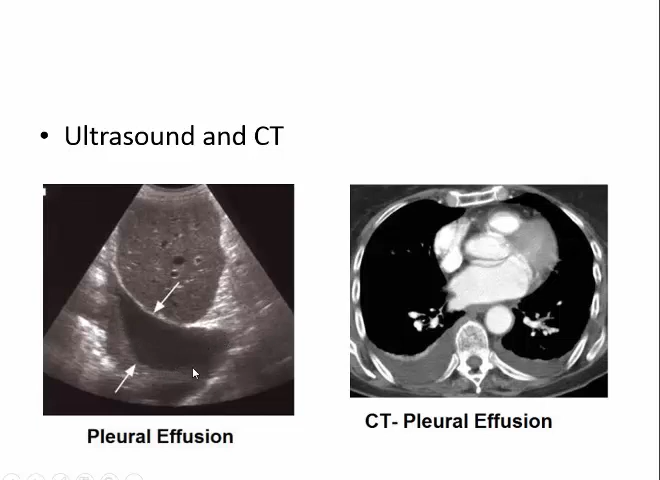 • Ultrasound and CT
Pleural Effusion
CT- Pleural Effusion